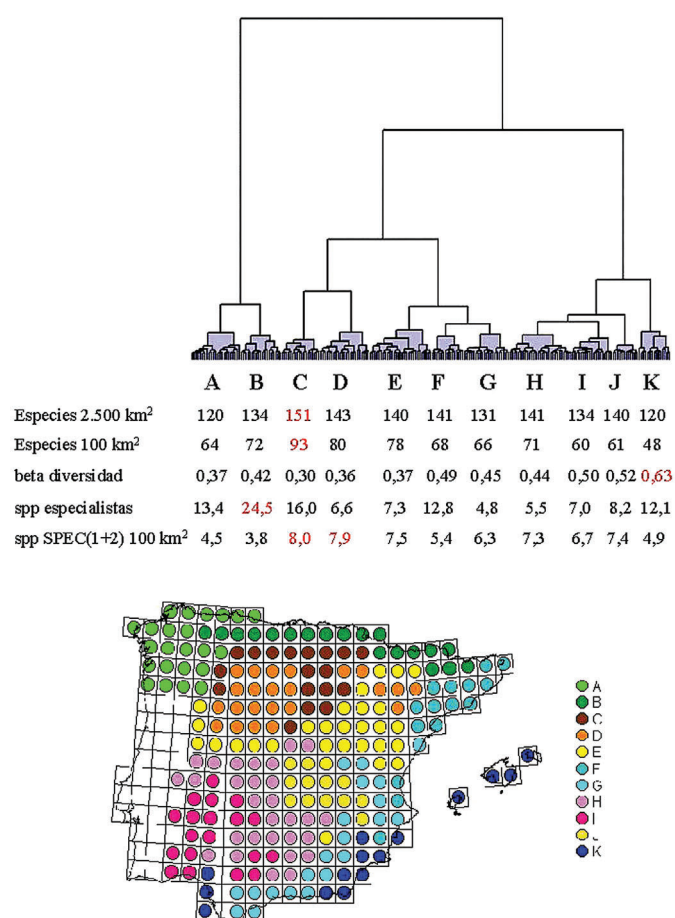 A B C D E F G H I J K
Especies 2.500 km² 120 134 151 143 140 141 131 141 134 140 120
Especies 100 km² 64 72 93 80 78 68 66 71 60 61 48
beta diversidad 0,37 0,42 0,30 0,36 0,37 0,49 0,45 0,44 0,50 0,52 0,63
spp especialistas 13,4 24,5 16,0 6,6 7,3 12,8 4,8 5,5 7,0 8,2 12,1
spp SPEC(1+2) 100 km² 4,5 3,8 8,0 7,9 7,5 5,4 6,3 7,3 6,7 7,4 4,9
A
B
C
D
E
F
G
H
I
K